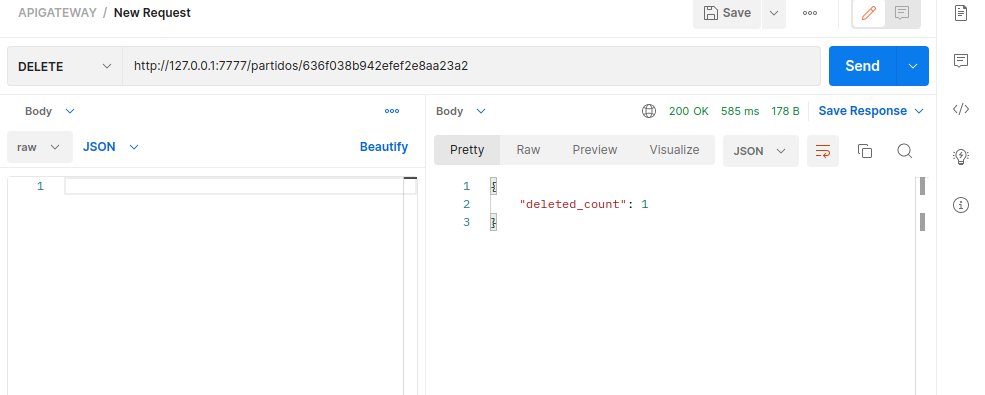 APIGATEWAY / New Request
Save
DELETE
http://127.0.0.1:7777/partidos/636f038b942efef2e8aa23a2
Send
Body
raw
JSON
Beautify
1
Body
200 OK 585 ms 178 B
Save Response
Pretty Raw Preview Visualize JSON
1 {
2 "deleted_count": 1
3 }